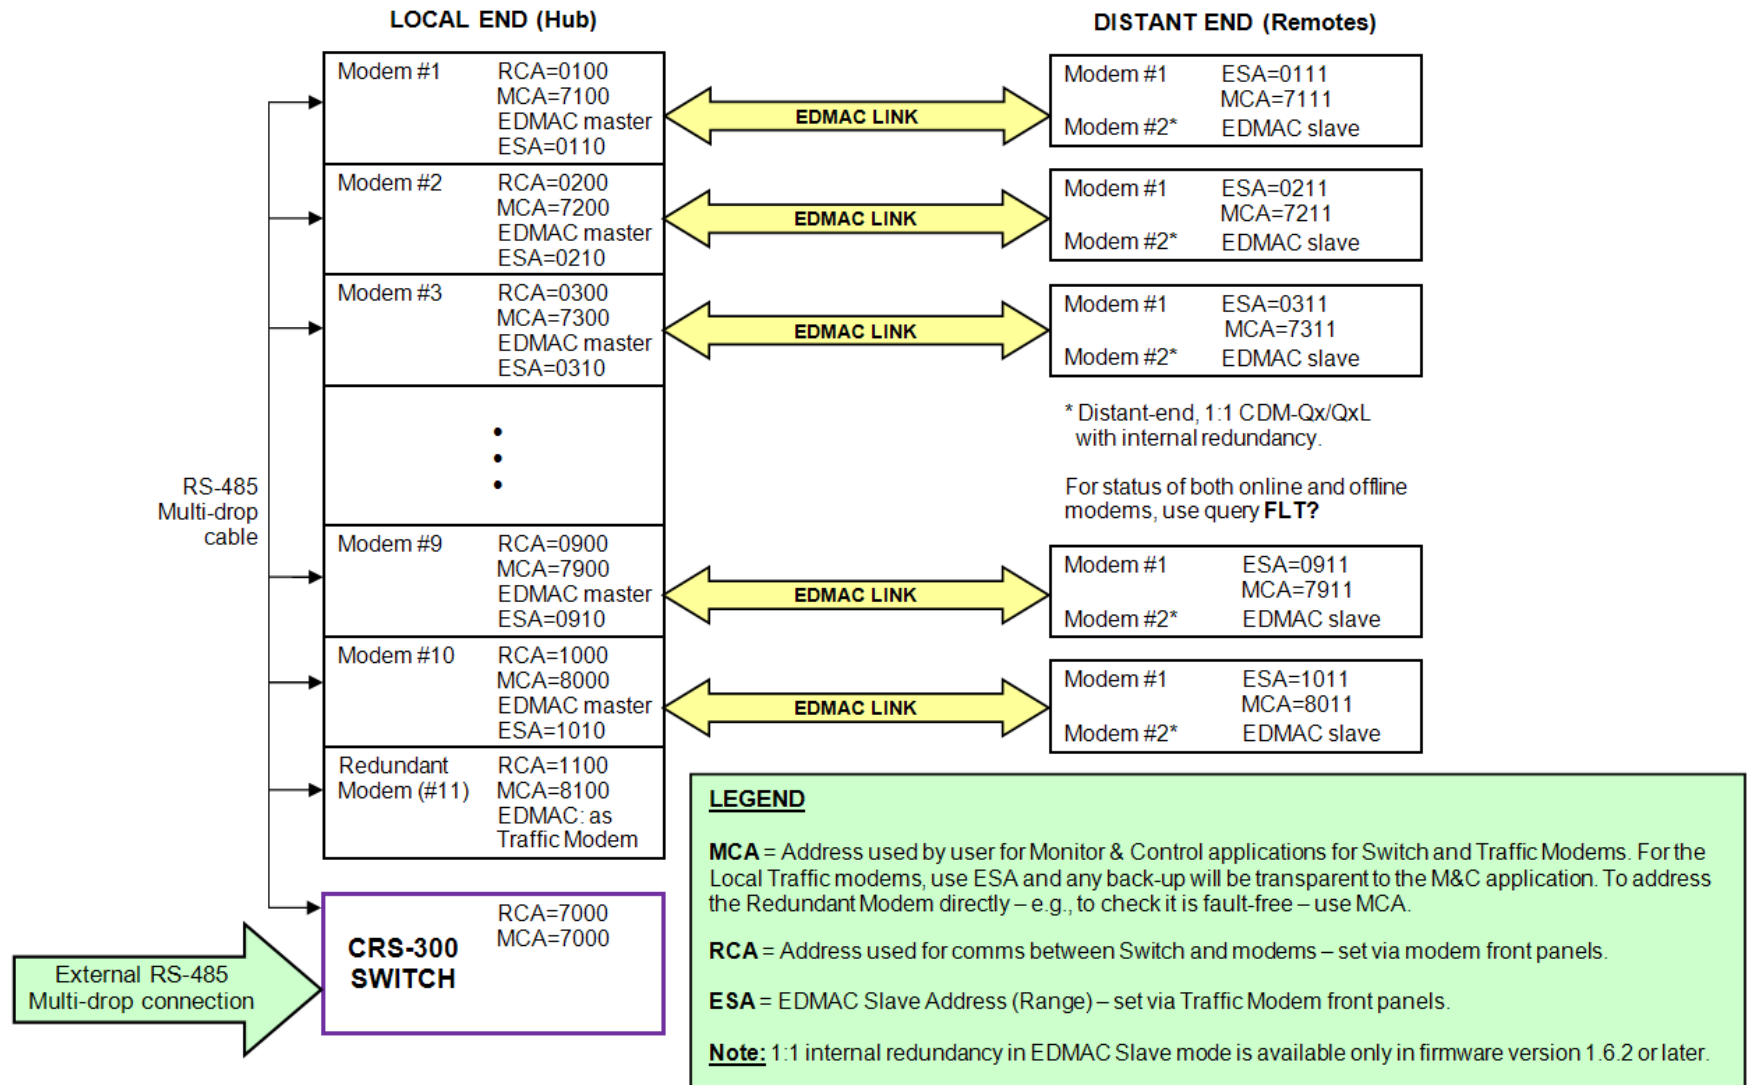 LOCAL END (Hub)
DISTANT END (Remotes)
Modem #1 RCA=0100
MCA=7100
EDMAC master
ESA=0110
EDMAC LINK
Modem #1 ESA=0111
MCA=7111
Modem #2* EDMAC slave
Modem #2 RCA=0200
MCA=7200
EDMAC master
ESA=0210
EDMAC LINK
Modem #1 ESA=0211
MCA=7211
Modem #2* EDMAC slave
Modem #3 RCA=0300
MCA=7300
EDMAC master
ESA=0310
EDMAC LINK
Modem #1 ESA=0311
MCA=7311
Modem #2* EDMAC slave
* Distant-end, 1:1 CDM-Qx/QxL
with internal redundancy.
For status of both online and offline
modems, use query FLT?
RS-485
Multi-drop
cable
Modem #9 RCA=0900
MCA=7900
EDMAC master
ESA=0910
EDMAC LINK
Modem #1 ESA=0911
MCA=7911
Modem #2* EDMAC slave
Modem #10 RCA=1000
MCA=8000
EDMAC master
ESA=1010
EDMAC LINK
Modem #1 ESA=1011
MCA=8011
Modem #2* EDMAC slave
Redundant RCA=1100
Modem (#11) MCA=8100
EDMAC: as
Traffic Modem
RCA=7000
MCA=7000
CRS-300
SWITCH
External RS-485
Multi-drop connection
LEGEND
MCA = Address used by user for Monitor & Control applications for Switch and Traffic Modems. For the
Local Traffic modems, use ESA and any back-up will be transparent to the M&C application. To address
the Redundant Modem directly – e.g., to check it is fault-free – use MCA.
RCA = Address used for comms between Switch and modems – set via modem front panels.
ESA = EDMAC Slave Address (Range) – set via Traffic Modem front panels.
Note: 1:1 internal redundancy in EDMAC Slave mode is available only in firmware version 1.6.2 or later.